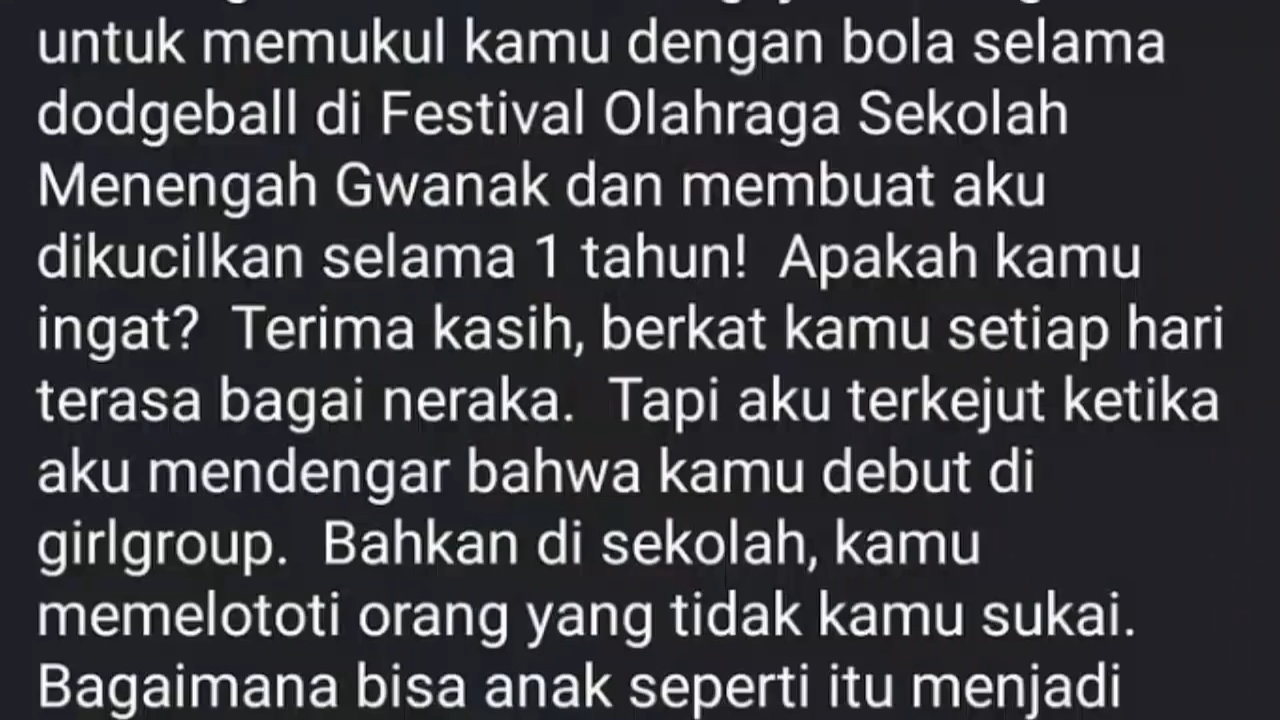 untuk memukul kamu dengan bola selama
dodgeball di Festival Olahraga Sekolah
Menengah Gwanak dan membuat aku
dikucilkan selama 1 tahun!  Apakah kamu
ingat?  Terima kasih, berkat kamu setiap hari
terasa bagai neraka.  Tapi aku terkejut ketika
aku mendengar bahwa kamu debut di
girlgroup.  Bahkan di sekolah, kamu
memelototi orang yang tidak kamu sukai.
Bagaimana bisa anak seperti itu menjadi